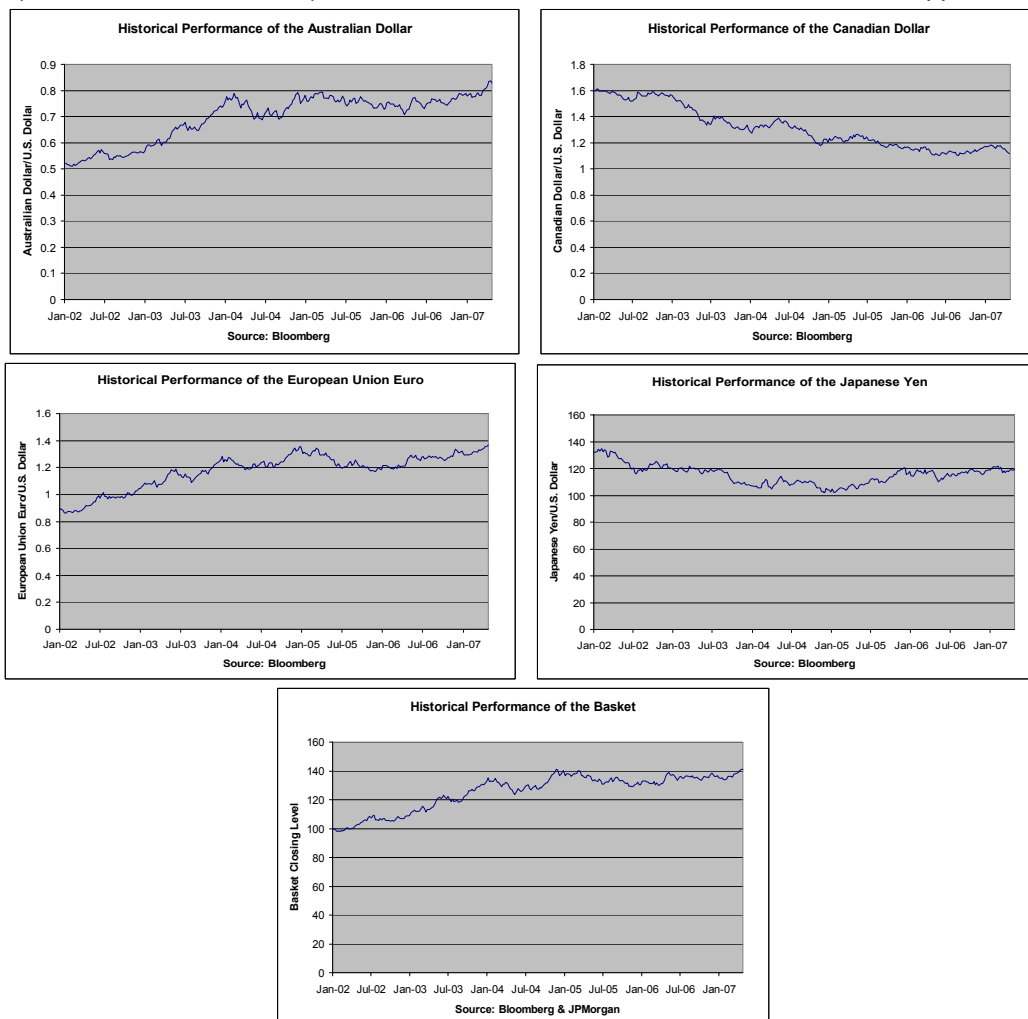 Historical Performance of the Australian Dollar
Austrailian Dollar/U.S. Dollar
0.9
0.8
0.7
0.6
0.5
0.4
0.3
0.2
0.1
0
Jan-02 Jul-02 Jan-03 Jul-03 Jan-04 Jul-04 Jan-05 Jul-05 Jan-06 Jul-06 Jan-07
Source: Bloomberg
Historical Performance of the Canadian Dollar
Canadian Dollar/U.S. Dollar
1.8
1.6
1.4
1.2
1
0.8
0.6
0.4
0.2
0
Jan-02 Jul-02 Jan-03 Jul-03 Jan-04 Jul-04 Jan-05 Jul-05 Jan-06 Jul-06 Jan-07
Source: Bloomberg
Historical Performance of the European Union Euro
European Union Euro/U.S. Dollar
1.6
1.4
1.2
1
0.8
0.6
0.4
0.2
0
Jan-02 Jul-02 Jan-03 Jul-03 Jan-04 Jul-04 Jan-05 Jul-05 Jan-06 Jul-06 Jan-07
Source: Bloomberg
Historical Performance of the Japanese Yen
Japanese Yen/U.S. Dollar
160
140
120
100
80
60
40
20
0
Jan-02 Jul-02 Jan-03 Jul-03 Jan-04 Jul-04 Jan-05 Jul-05 Jan-06 Jul-06 Jan-07
Source: Bloomberg
Historical Performance of the Basket
Basket Closing Level
160
140
120
100
80
60
40
20
0
Jan-02 Jul-02 Jan-03 Jul-03 Jan-04 Jul-04 Jan-05 Jul-05 Jan-06 Jul-06 Jan-07
Source: Bloomberg & JPMorgan